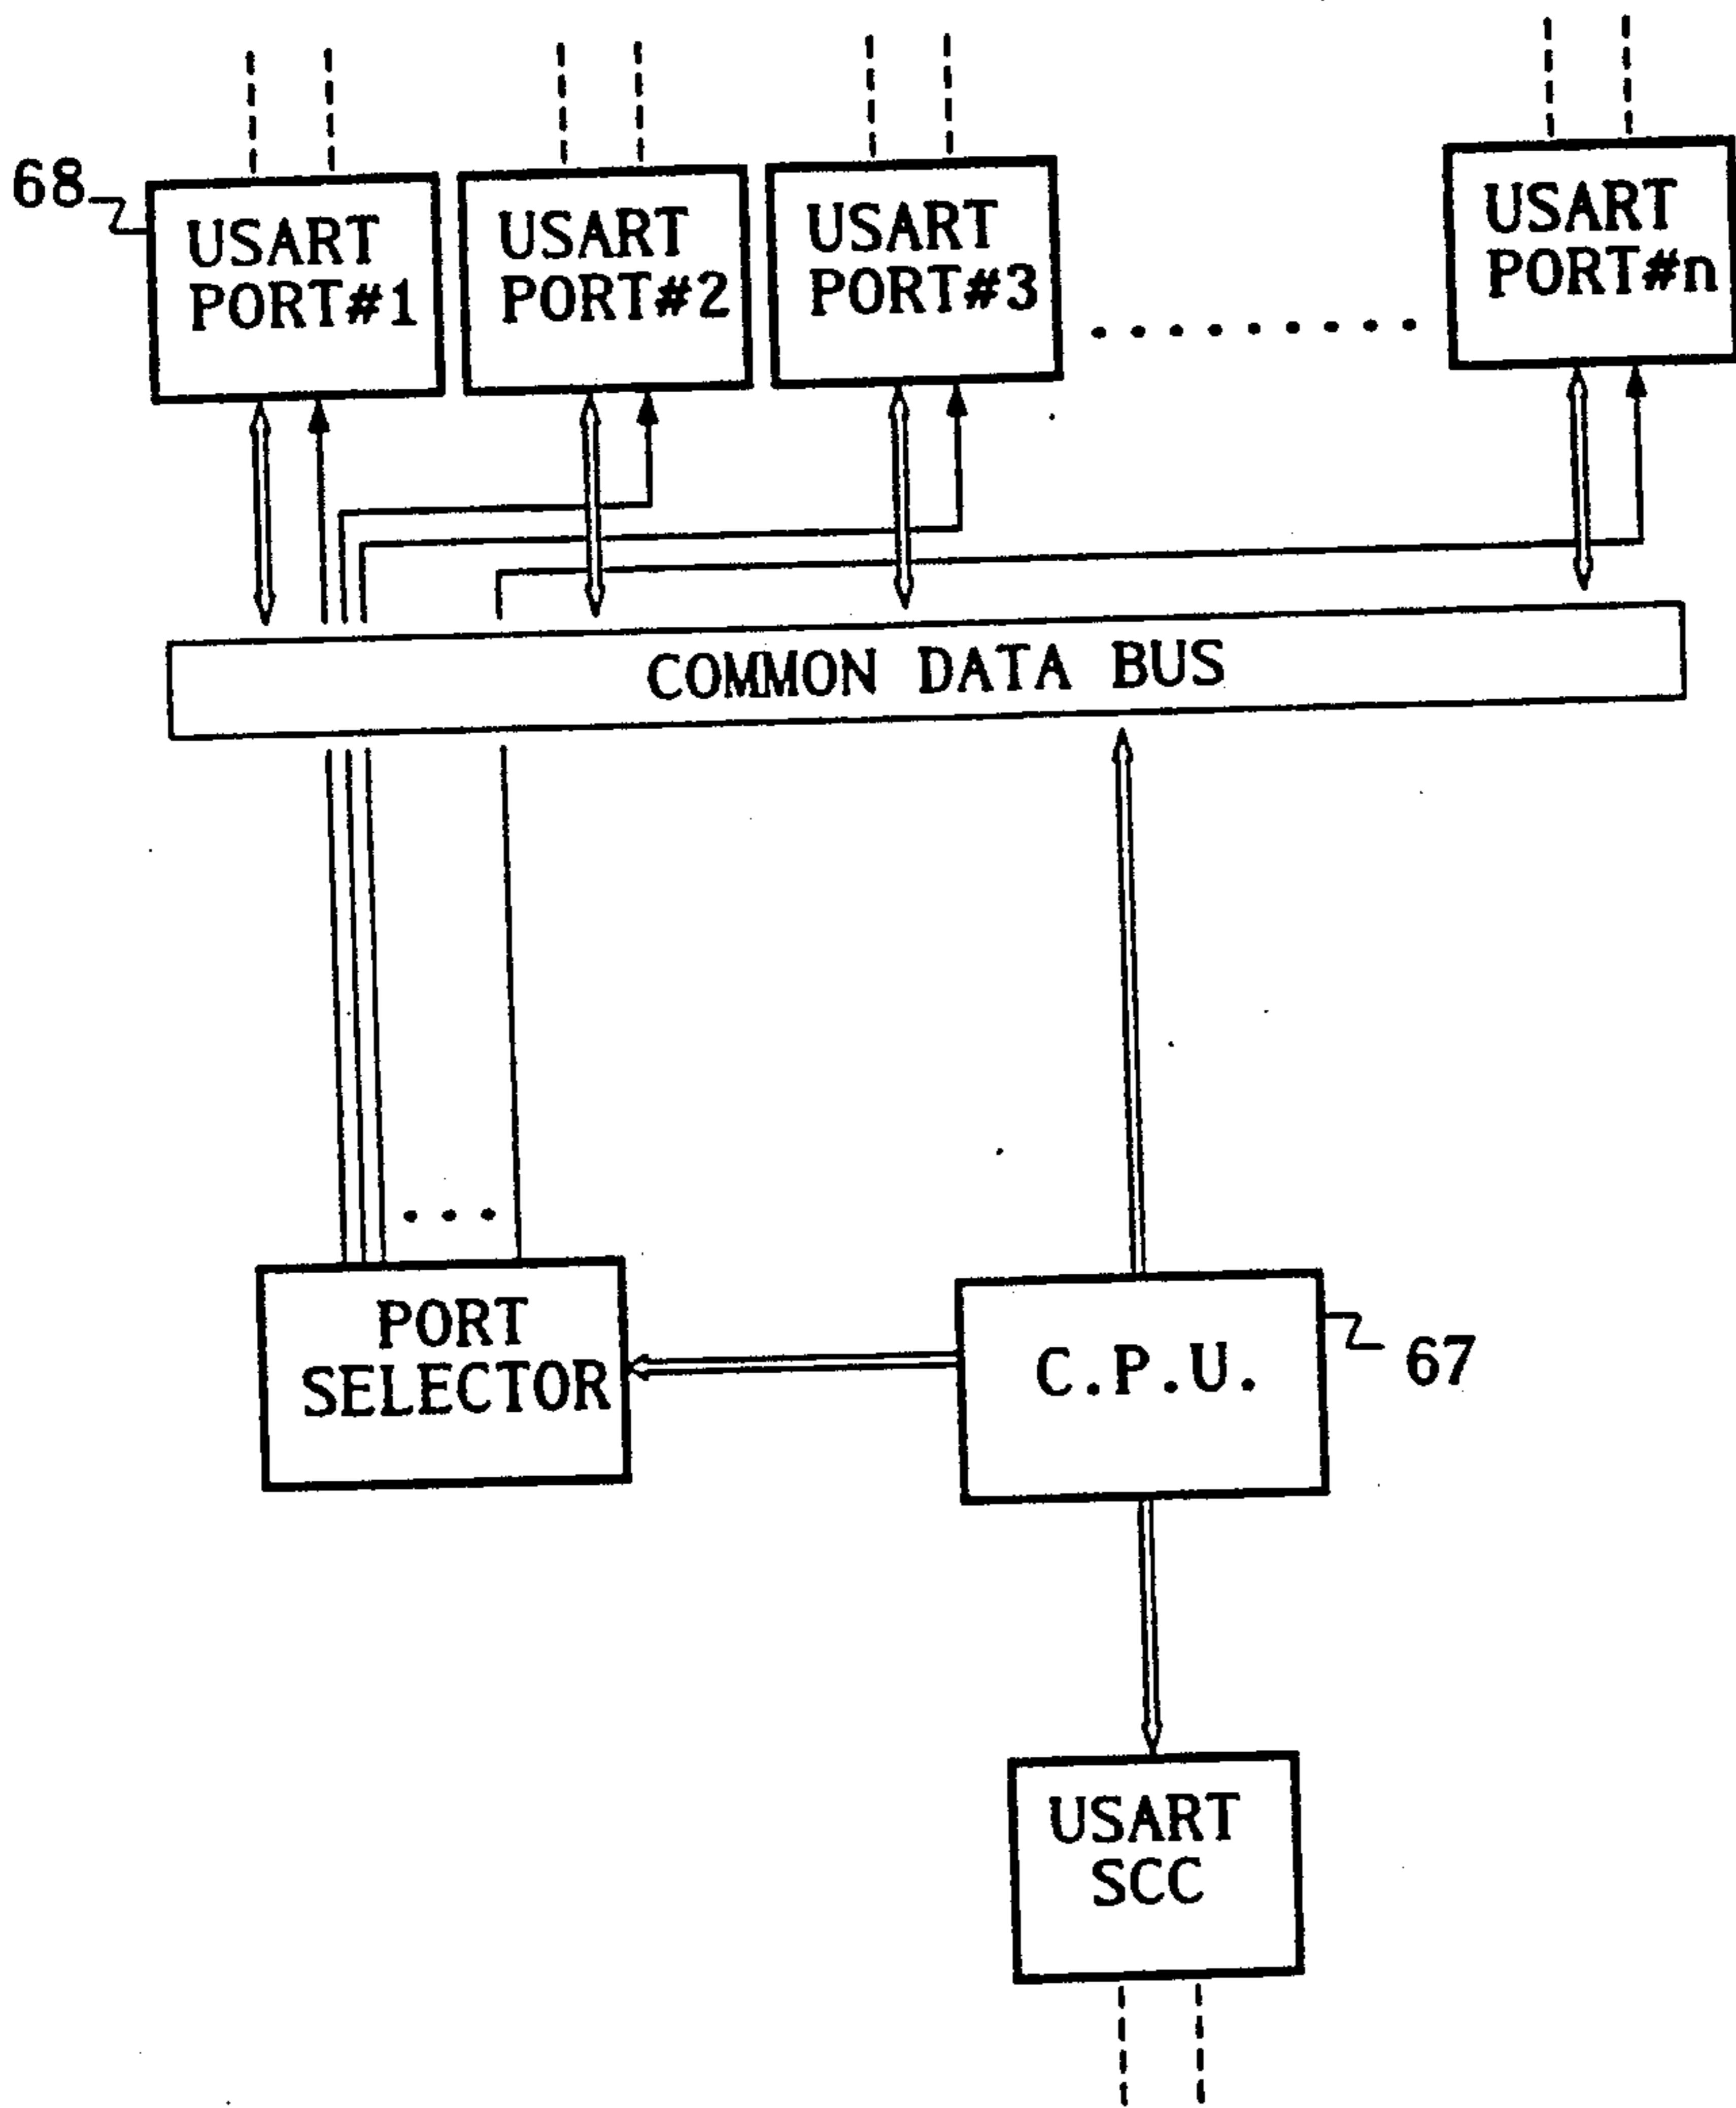 68
USART
PORT#1
USART
PORT#2
USART
PORT#3
USART
PORT#n
COMMON DATA BUS
PORT
SELECTOR
C.P.U.
67
USART
SCC